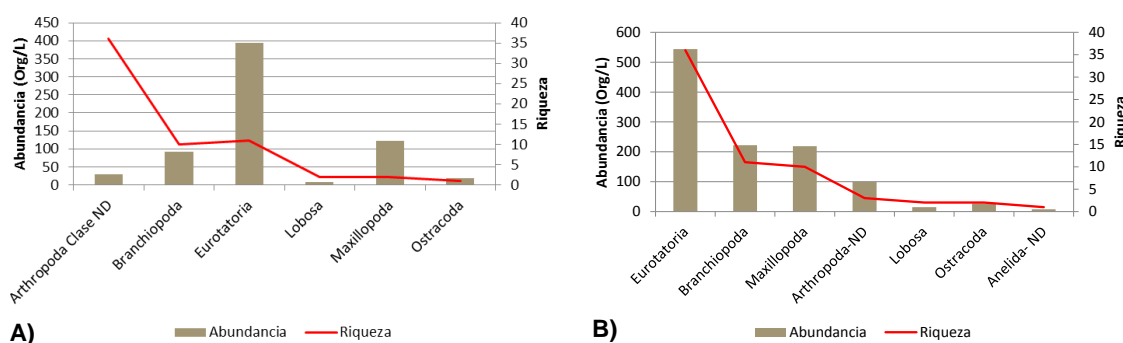 450
400
350
300
250
200
150
100
50
0
Abundancia (Org/L)
40
35
30
25
20
15
10
5
0
Riqueza
Arthropoda Clase ND
Branchiopoda
Eurotatoria
Lobosa
Maxillopoda
Ostracoda
Abundancia
Riqueza
A)
600
500
400
300
200
100
0
Abundancia (Org/L)
40
35
30
25
20
15
10
5
0
Riqueza
Eurotatoria
Branchiopoda
Maxillopoda
Arthropoda-ND
Lobosa
Ostracoda
Anelida- ND
Abundancia
Riqueza
B)